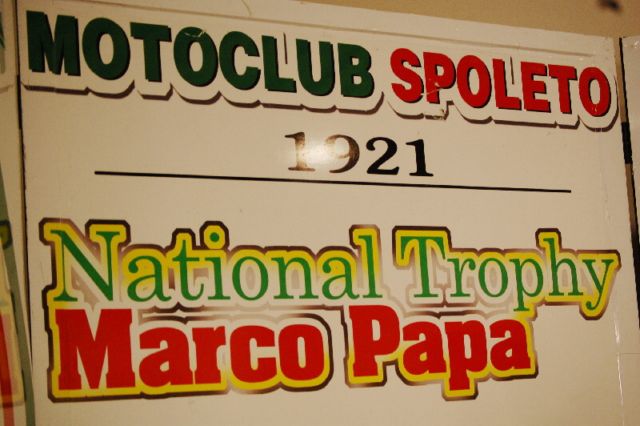 MOTOCLUB SPOLETO
1921
National Trophy
Marco Papa